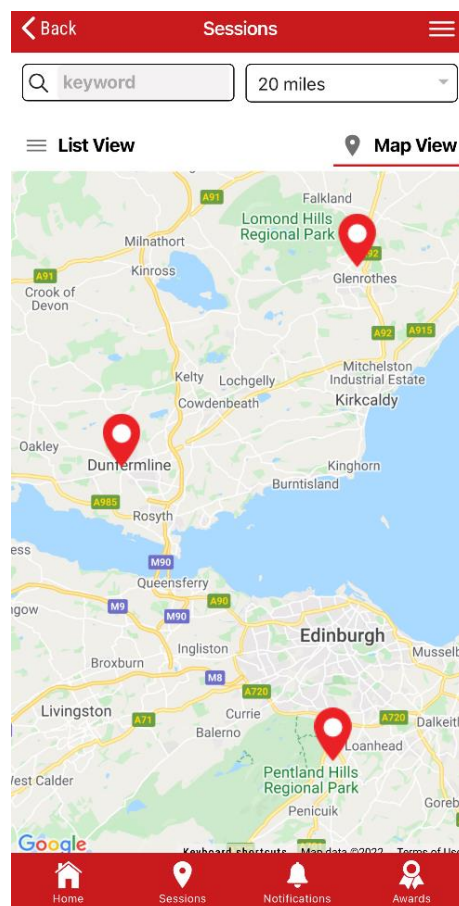 Back Sessions
keyword 20 miles
List View Map View
A91
Falkland
Lomond Hills
Regional Park
Milnathort
A92
A91
Kinross
Glenrothes
Crook of
Devon
A92 A915
Mitchelston
Industrial Estate
Kelty Lochgelly
Cowdenbeath
Kirkcaldy
Oakley
Dunfermline
Kinghorn
Burntisland
A985
Rosyth
ess
M90
Queensferry
A90
M9
gow
M90
Edinburgh
Ingliston
Musselb
Broxburn
M8
A720
Livingston
A71
Currie
A720
Dalkeit
Balerno
Loanhead
Pentland Hills
Regional Park
West Calder
Goreb
Penicuik
Google
Keyboard shortcuts Map data ©2022 Terms of Use
Home Sessions Notifications Awards